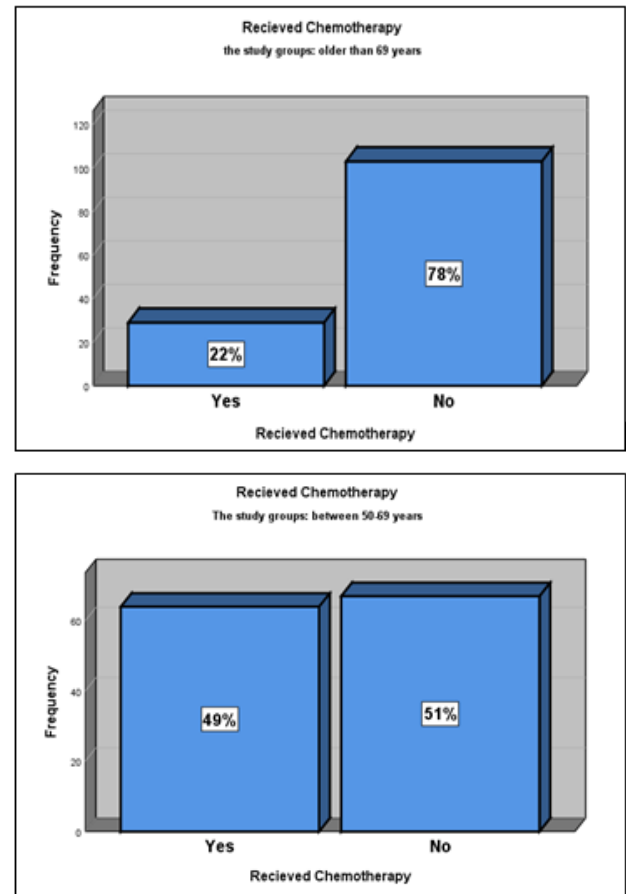 Recieved Chemotherapy
the study groups: older than 69 years
120
100
80
60
40
20
0
Frequency
22%
78%
Yes No
Recieved Chemotherapy
Recieved Chemotherapy
The study groups: between 50-69 years
60
40
20
0
Frequency
49%
51%
Yes No
Recieved Chemotherapy